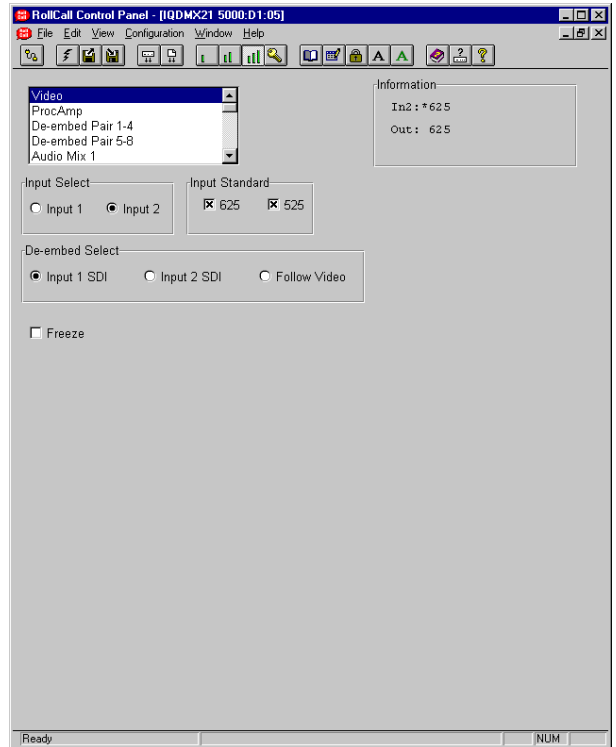 RollCall Control Panel - [IQDMX21 5000:D1:05]
File Edit View Configuration Window Help
A A ? ?
Video
ProcAmp
De-embed Pair 1-4
De-embed Pair 5-8
Audio Mix 1
Information
In2:*625
Out: 625
Input Select
Input 1 Input 2
Input Standard
625 525
De-embed Select
Input 1 SDI Input 2 SDI Follow Video
Freeze
Ready NUM